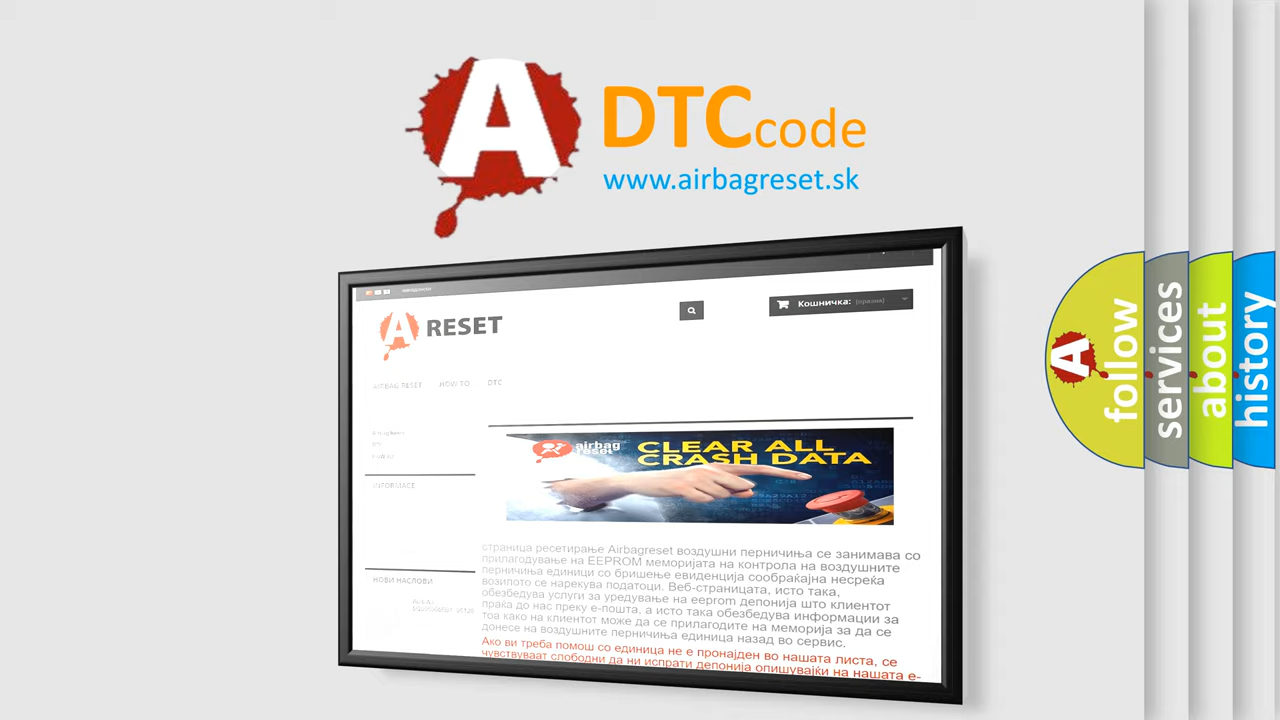 A DTC code
www.airbagreset.sk
A RESET
Кошничка: (празни)
AIRBAG RESET HOW TO DTC
airbag
reset
CLEAR ALL
CRASH DATA
INFORMACE
НОВИ НАСЛОВИ
страница ресетирање Airbagreset воздушни перничиња се занимава со
прилагодување на EEPROM меморијата на контрола на воздушните
перничиња единици со бришење евиденција сообраќајна несреќа
возилото се нарекува податоци. Веб-страницата, исто така,
обезбедува услуги за уредување на eeprom депонија што клиентот
праќа до нас преку е-пошта, а исто така обезбедува информации за
тоа како на клиентот може да се прилагодите на меморија за да се
донесе на воздушните перничиња единица назад во сервис.
Ако ви треба помош со единица не е пронајден во нашата листа, се
чувствуваат слободни да ни испрати депонија опишувајќи на нашата е-
A
follow
services
about
history